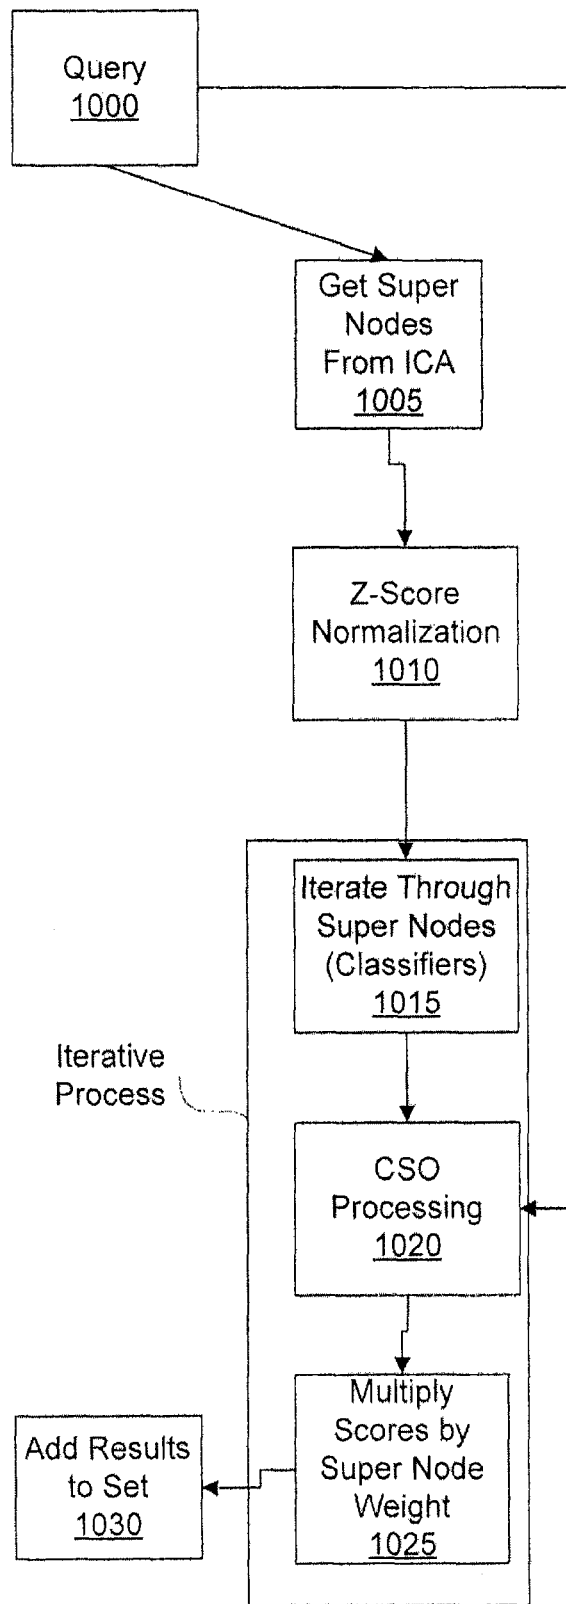 Query
1000
Get Super
Nodes
From ICA
1005
Z-Score
Normalization
1010
Iterate Through
Super Nodes
(Classifiers)
1015
Iterative
Process
CSO
Processing
1020
Multiply
Scores by
Super Node
Weight
1025
Add Results
to Set
1030